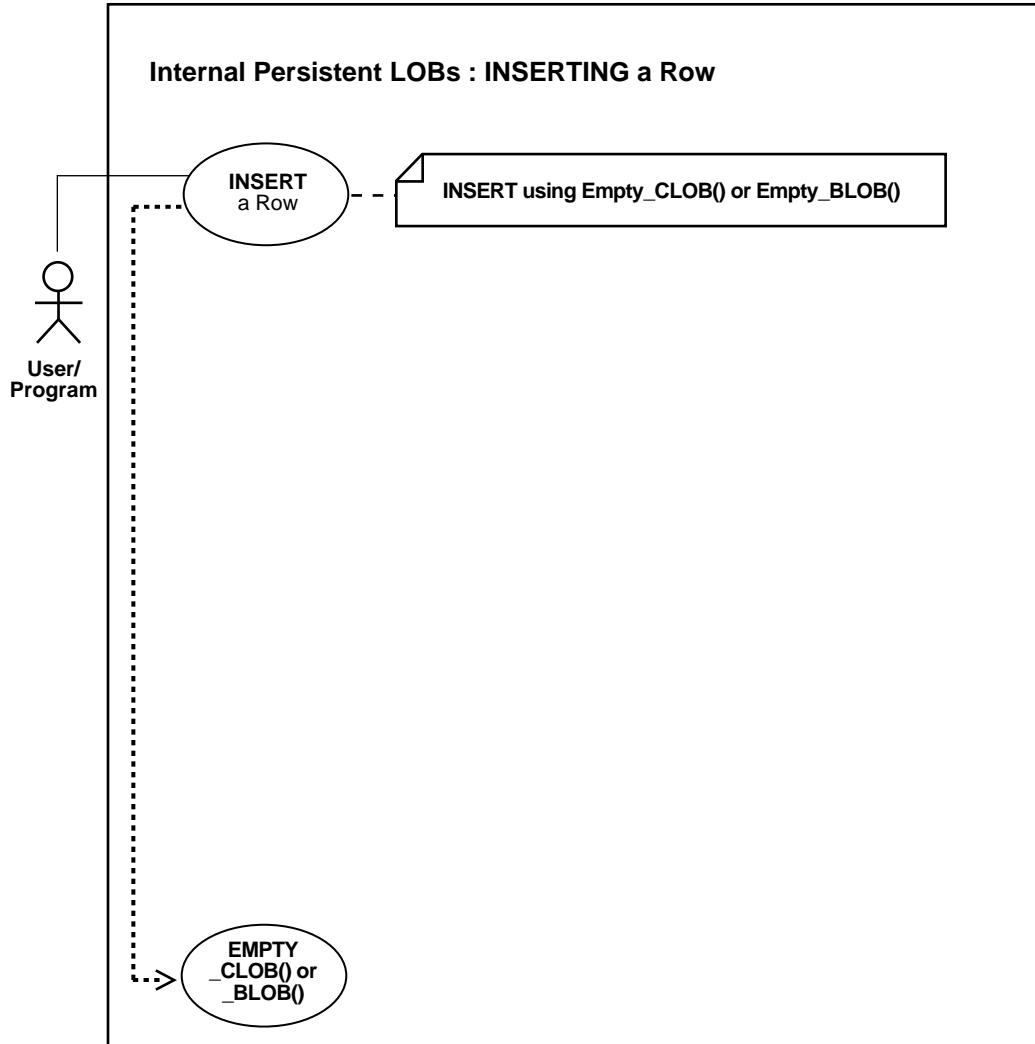 Internal Persistent LOBs : INSERTING a Row
INSERT
a Row
INSERT using Empty_CLOB() or Empty_BLOB()
User/
Program
EMPTY
_CLOB() or
_BLOB()